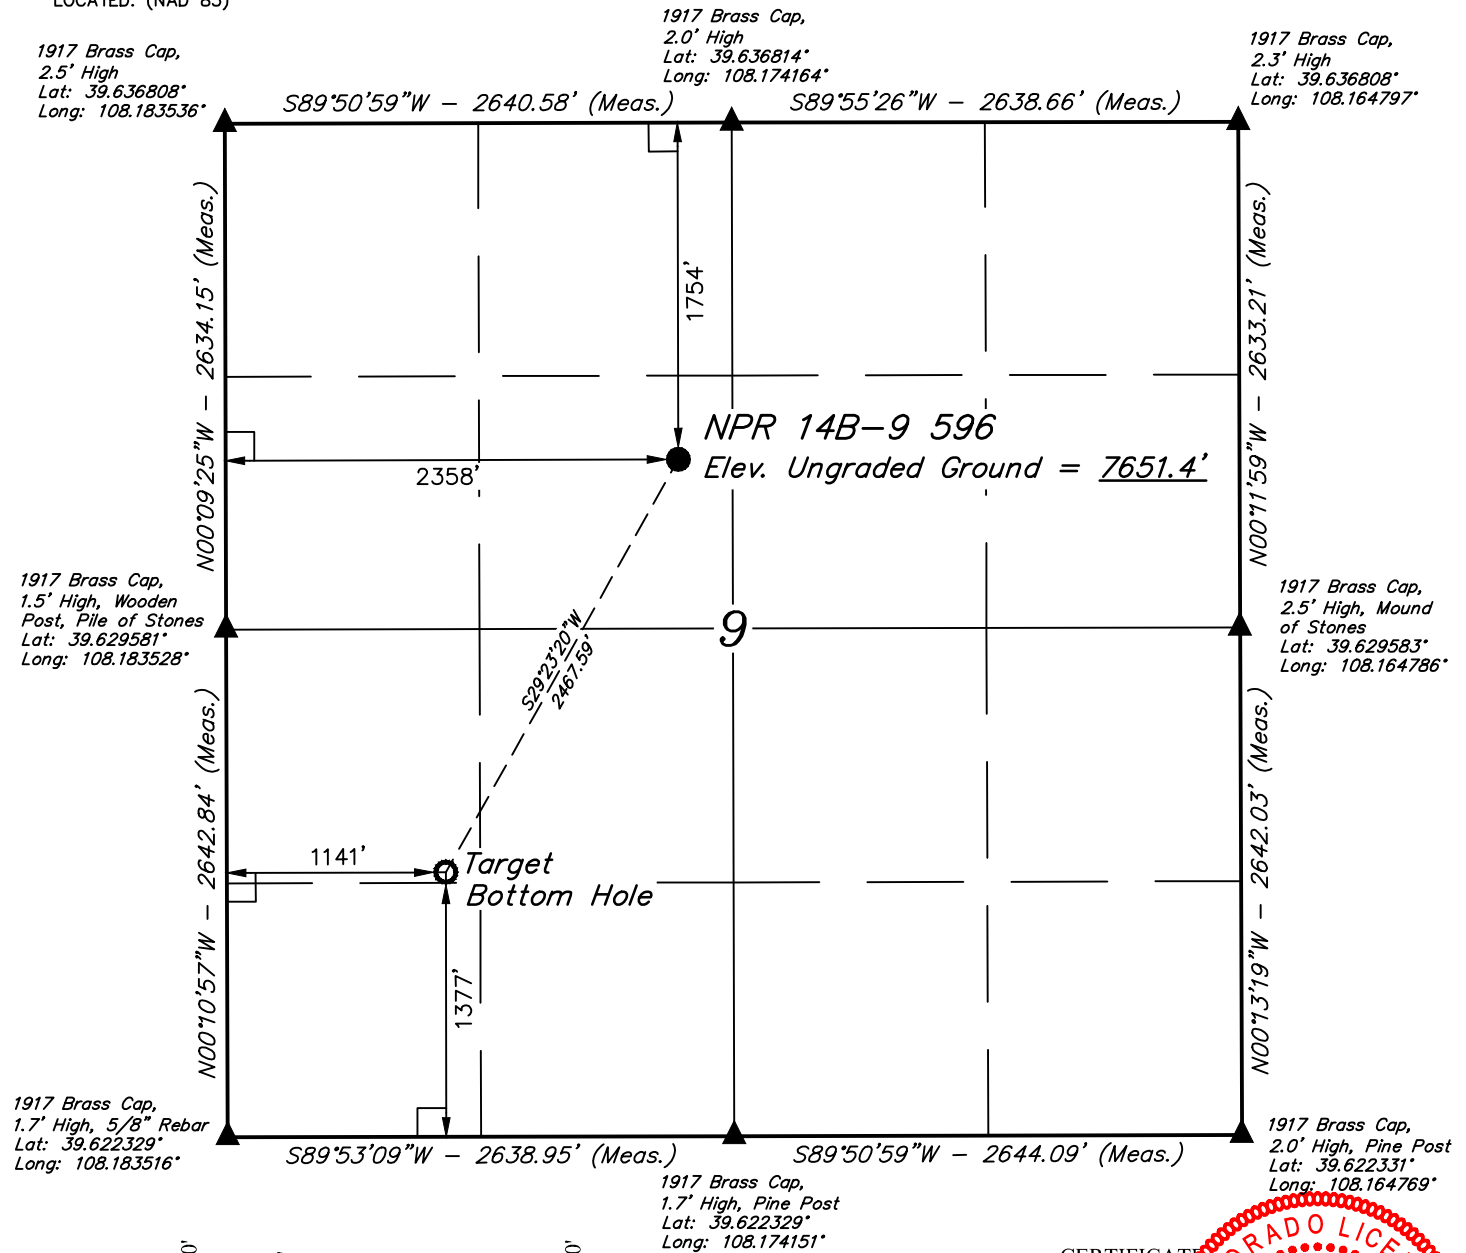 LOCATED: (NAD 83)
1917 Brass Cap,
2.5' High
Lat: 39.636808°
Long: 108.183536°
1917 Brass Cap,
2.0' High
Lat: 39.636814°
Long: 108.174164°
1917 Brass Cap,
2.3' High
Lat: 39.636808°
Long: 108.164797°
S89°50'59"W – 2640.58' (Meas.)
S89°55'26"W – 2638.66' (Meas.)
N00°09'25"W – 2634.15' (Meas.)
1754'
N00°11'59"W – 2633.21' (Meas.)
NPR 14B–9 596
Elev. Ungraded Ground = 7651.4'
2358'
1917 Brass Cap,
1.5' High, Wooden
Post, Pile of Stones
Lat: 39.629581°
Long: 108.183528°
9
1917 Brass Cap,
2.5' High, Mound
of Stones
Lat: 39.629583°
Long: 108.164786°
S29°23'20"W
2467.59'
N00°10'57"W – 2642.84' (Meas.)
N00°13'19"W – 2642.03' (Meas.)
1141'
Target
Bottom Hole
1377'
1917 Brass Cap,
1.7' High, 5/8" Rebar
Lat: 39.622329°
Long: 108.183516°
S89°53'09"W – 2638.95' (Meas.)
S89°50'59"W – 2644.09' (Meas.)
1917 Brass Cap,
1.7' High, Pine Post
Lat: 39.622329°
Long: 108.174151°
1917 Brass Cap,
2.0' High, Pine Post
Lat: 39.622331°
Long: 108.164769°
CERTIFICATE
RADO LICE